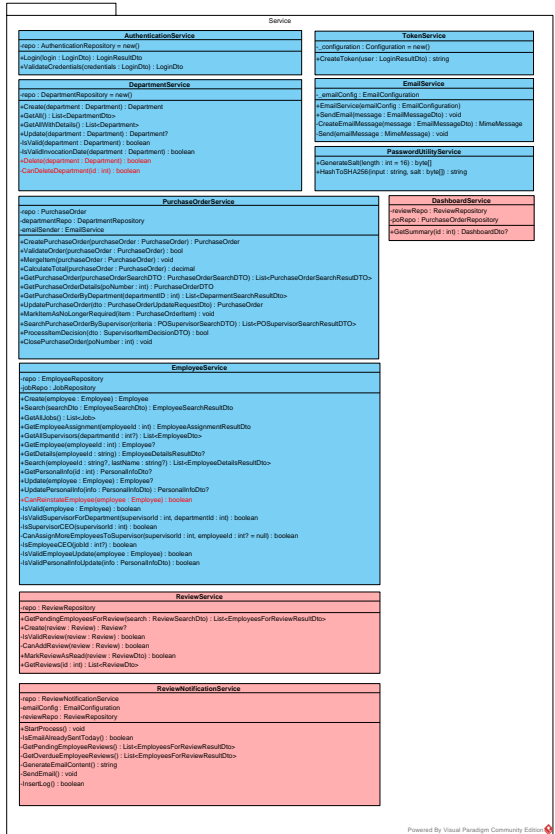 Service
AuthenticationService
-repo : AuthenticationRepository = new()
+Login(login : LoginDto) : LoginResultDto
+ValidateCredentials(credentials : LoginDto) : LoginDto
TokenService
-_configuration : Configuration = new()
+CreateToken(user : LoginResultDto) : string
DepartmentService
-repo : DepartmentRepository = new()
+Create(department : Department) : Department
+GetAll() : List<DepartmentDto>
+GetAllWithDetails() : List<Department>
+Update(department : Department) : Department?
-IsValid(department : Department) : boolean
-IsValidInvocationDate(department : Department) : boolean
+Delete(department : Department) : boolean
-CanDeleteDepartment(id : int) : boolean
EmailService
-_emailConfig : EmailConfiguration
+EmailService(emailConfig : EmailConfiguration)
+SendEmail(message : EmailMessageDto) : void
-CreateEmailMessage(message : EmailMessageDto) : MimeMessage
-Send(emailMessage : MimeMessage) : void
PasswordUtilityService
+GenerateSalt(length : int = 16) : byte[]
+HashToSHA256(input : string, salt : byte[]) : string
PurchaseOrderService
-repo : PurchaseOrder
-departmentRepo : DepartmentRepository
-emailSender : EmailService
+CreatePurchaseOrder(purchaseOrder : PurchaseOrder) : PurchaseOrder
+ValidateOrder(purchaseOrder : PurchaseOrder) : bool
+MergeItem(purchaseOrder : PurchaseOrder) : void
+CalculateTotal(purchaseOrder : PurchaseOrder) : decimal
+GetPurchaseOrder(purchaseOrderSearchDTO : PurchaseOrderSearchDTO) : List<PurchaseOrderSearchResultDTO>
+GetPurchaseOrderDetails(poNumber : int) : PurchaseOrderDTO
+GetPurchaseOrderByDepartment(departmentID : int) : List<DeparmentSearchResult>
+UpdatePurchaseOrder(dto : PurchaseOrderUpdateRequestDto) : PurchaseOrder
+MarkItemAsNoLongerRequired(item : PurchaseOrderItem) : void
+SearchPurchaseOrderBySupervisor(criteria : POSupervisorSearchDTO) : List<POSupervisorSearchResultDTO>
+ProcessItemDecision(dto : SupervisorItemDecisionDTO) : bool
+ClosePurchaseOrder(poNumber : int) : void
DashboardService
-reviewRepo : ReviewRepository
-poRepo : PurchaseOrderRepository
+GetSummary(id : int) : DashboardDto?
EmployeeService
-repo : EmployeeRepository
-jobRepo : JobRepository
+Create(employee : Employee) : Employee
+Search(searchDto : EmployeeSearchDto) : EmployeeSearchResultDto
+GetAllJobs() : List<Job>
+GetEmployeeAssignment(employeeId : int) : EmployeeAssignmentResultDto
+GetAllSupervisors(departmentId : int?) : List<EmployeeDto>
+GetEmployee(employeeId : int) : Employee?
+GetDetails(employeeId : string) : EmployeeDetailsResultDto?
+Search(employeeId : string?, lastName : string?) : List<EmployeeDetailsResultDto>
+GetPersonalInfo(id : int) : PersonalInfoDto?
+Update(employee : Employee) : Employee?
+UpdatePersonalInfo(info : PersonalInfoDto) : PersonalInfoDto?
+CanReinstateEmployee(employee : Employee) : boolean
-IsValid(employee : Employee) : boolean
-IsValidSupervisorForDepartment(supervisorId : int, departmentId : int) : boolean
-IsSupervisorCEO(supervisorId : int) : boolean
-CanAssignMoreEmployeesToSupervisor(supervisorId : int, employeeId : int? = null) : boolean
-IsEmployeeCEO(jobId : int?) : boolean
-IsValidEmployeeUpdate(employee : Employee) : boolean
-IsValidPersonalInfoUpdate(info : PersonalInfoDto) : boolean
ReviewService
-repo : ReviewRepository
+GetPendingEmployeesForReview(search : ReviewSearchDto) : List<EmployeesForReviewResultDto>
+Create(review : Review) : Review?
-IsValidReview(review : Review) : boolean
-CanAddReview(review : Review) : boolean
+MarkReviewAsRead(review : ReviewDto) : boolean
+GetReviews(id : int) : List<ReviewDto>
ReviewNotificationService
-repo : ReviewNotificationService
-emailConfig : EmailConfiguration
-reviewRepo : ReviewRepository
+StartProcess() : void
-IsEmailAlreadySentToday() : boolean
-GetPendingEmployeeReviews() : List<EmployeesForReviewResultDto>
-GetOverdueEmployeeReviews() : List<EmployeesForReviewResultDto>
-GenerateEmailContent() : string
-SendEmail() : void
-InsertLog() : boolean
Powered By Visual Paradigm Community Edition